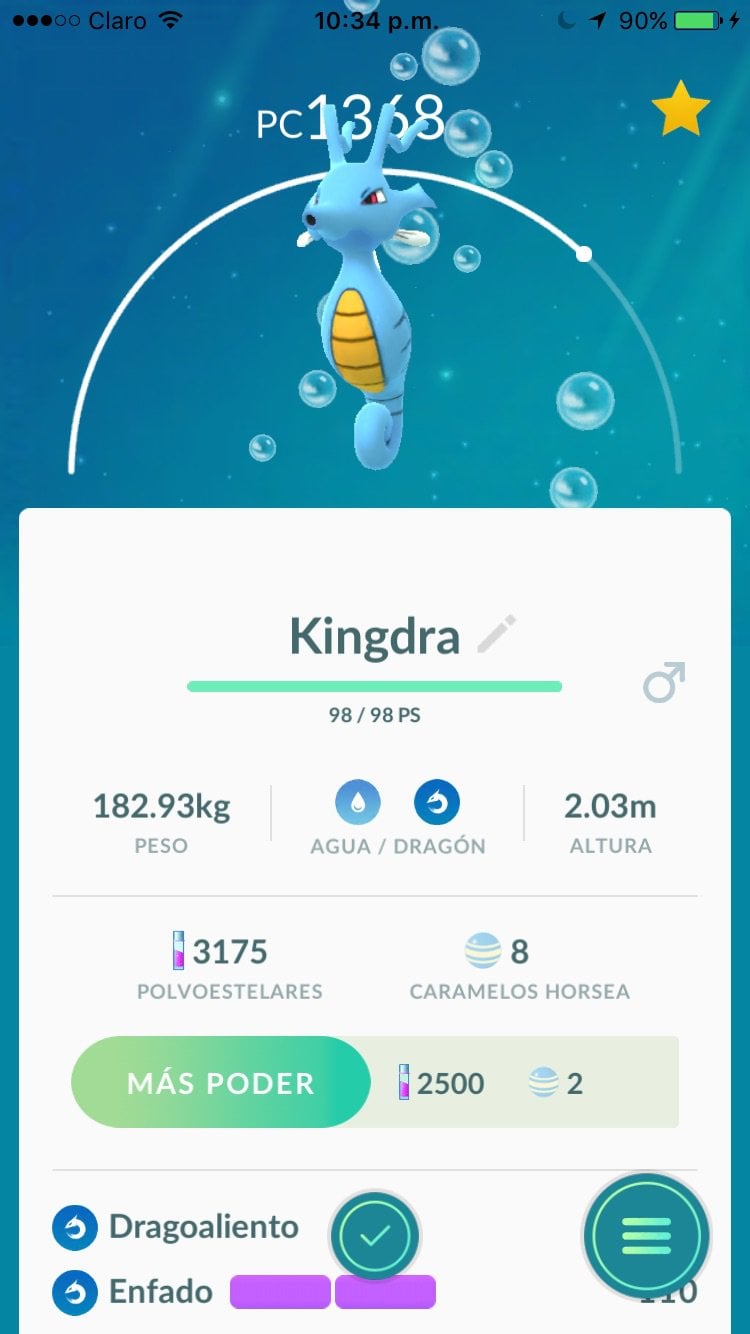 Claro 10:34 p.m. 90%
PC1368
Kingdra
98 / 98 PS
182.93kg
PESO
AGUA / DRAGÓN
2.03m
ALTURA
3175
POLVOESTELARES
8
CARAMELOS HORSEA
MÁS PODER 2500 2
Dragoaliento
Enfado